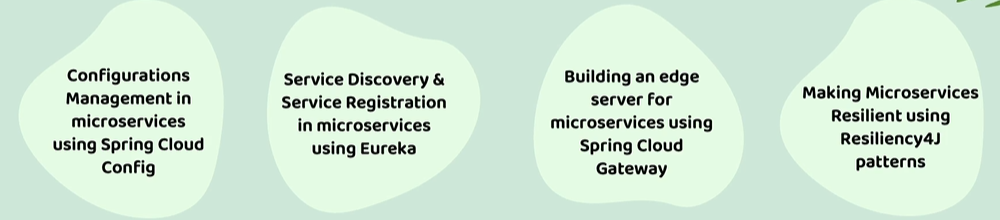 Configurations
Management in
microservices
using Spring Cloud
Config
Service Discovery &
Service Registration
in microservices
using Eureka
Building an edge
server for
microservices using
Spring Cloud
Gateway
Making Microservices
Resilient using
Resiliency4J
patterns